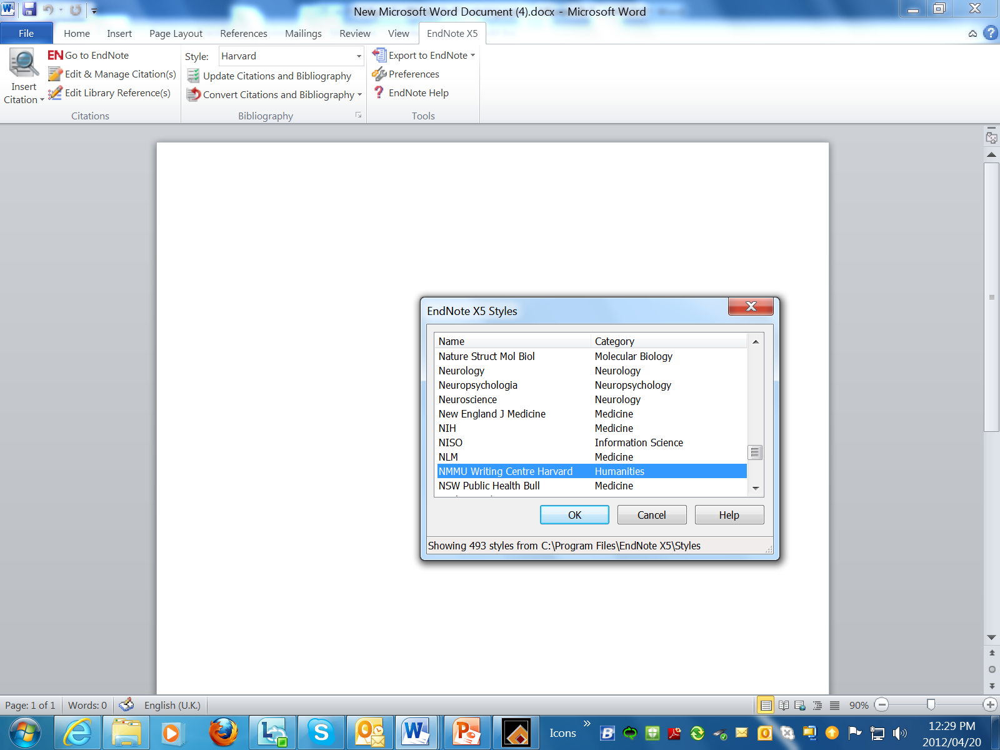 New Microsoft Word Document (4).docx - Microsoft Word
File Home Insert Page Layout References Mailings Review View EndNote X5
Insert Citation
EN Go to EndNote
Edit & Manage Citation(s)
Edit Library Reference(s)
Citations
Style: Harvard
Update Citations and Bibliography
Convert Citations and Bibliography
Bibliography
Export to EndNote
Preferences
EndNote Help
Tools
EndNote X5 Styles
Name Category
Nature Struct Mol Biol Molecular Biology
Neurology Neurology
Neuropsychologia Neuropsychology
Neuroscience Neurology
New England J Medicine Medicine
NIH Medicine
NISO Information Science
NLM Medicine
NMMU Writing Centre Harvard Humanities
NSW Public Health Bull Medicine
OK Cancel Help
Showing 493 styles from C:\Program Files\EndNote X5\Styles
Page: 1 of 1 Words: 0 English (U.K.) 90%
Icons 12:29 PM
2012/04/20